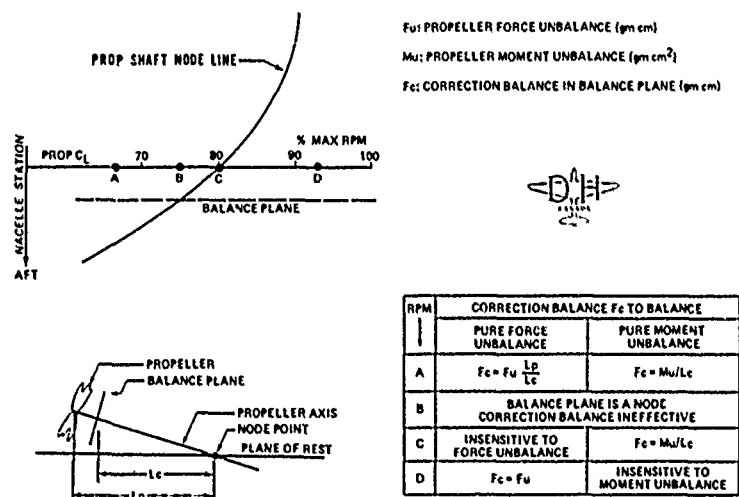 Fu: PROPELLER FORCE UNBALANCE (gm cm)
Mu: PROPELLER MOMENT UNBALANCE (gm cm²)
Fc: CORRECTION BALANCE IN BALANCE PLANE (gm cm)
PROP SHAFT NODE LINE
% MAX RPM
PROP CL
70
80
90
100
A
B
C
D
BALANCE PLANE
NACELLE STATION
AFT
PROPELLER
BALANCE PLANE
PROPELLER AXIS
NODE POINT
PLANE OF REST
Lc
Lp
RPM
CORRECTION BALANCE Fc TO BALANCE
PURE FORCE UNBALANCE
PURE MOMENT UNBALANCE
A
Fc = Fu Lp/Lc
Fc = Mu/Lc
B
BALANCE PLANE IS A NODE
CORRECTION BALANCE INEFFECTIVE
C
INSENSITIVE TO
FORCE UNBALANCE
Fc = Mu/Lc
D
Fc = Fu
INSENSITIVE TO
MOMENT UNBALANCE